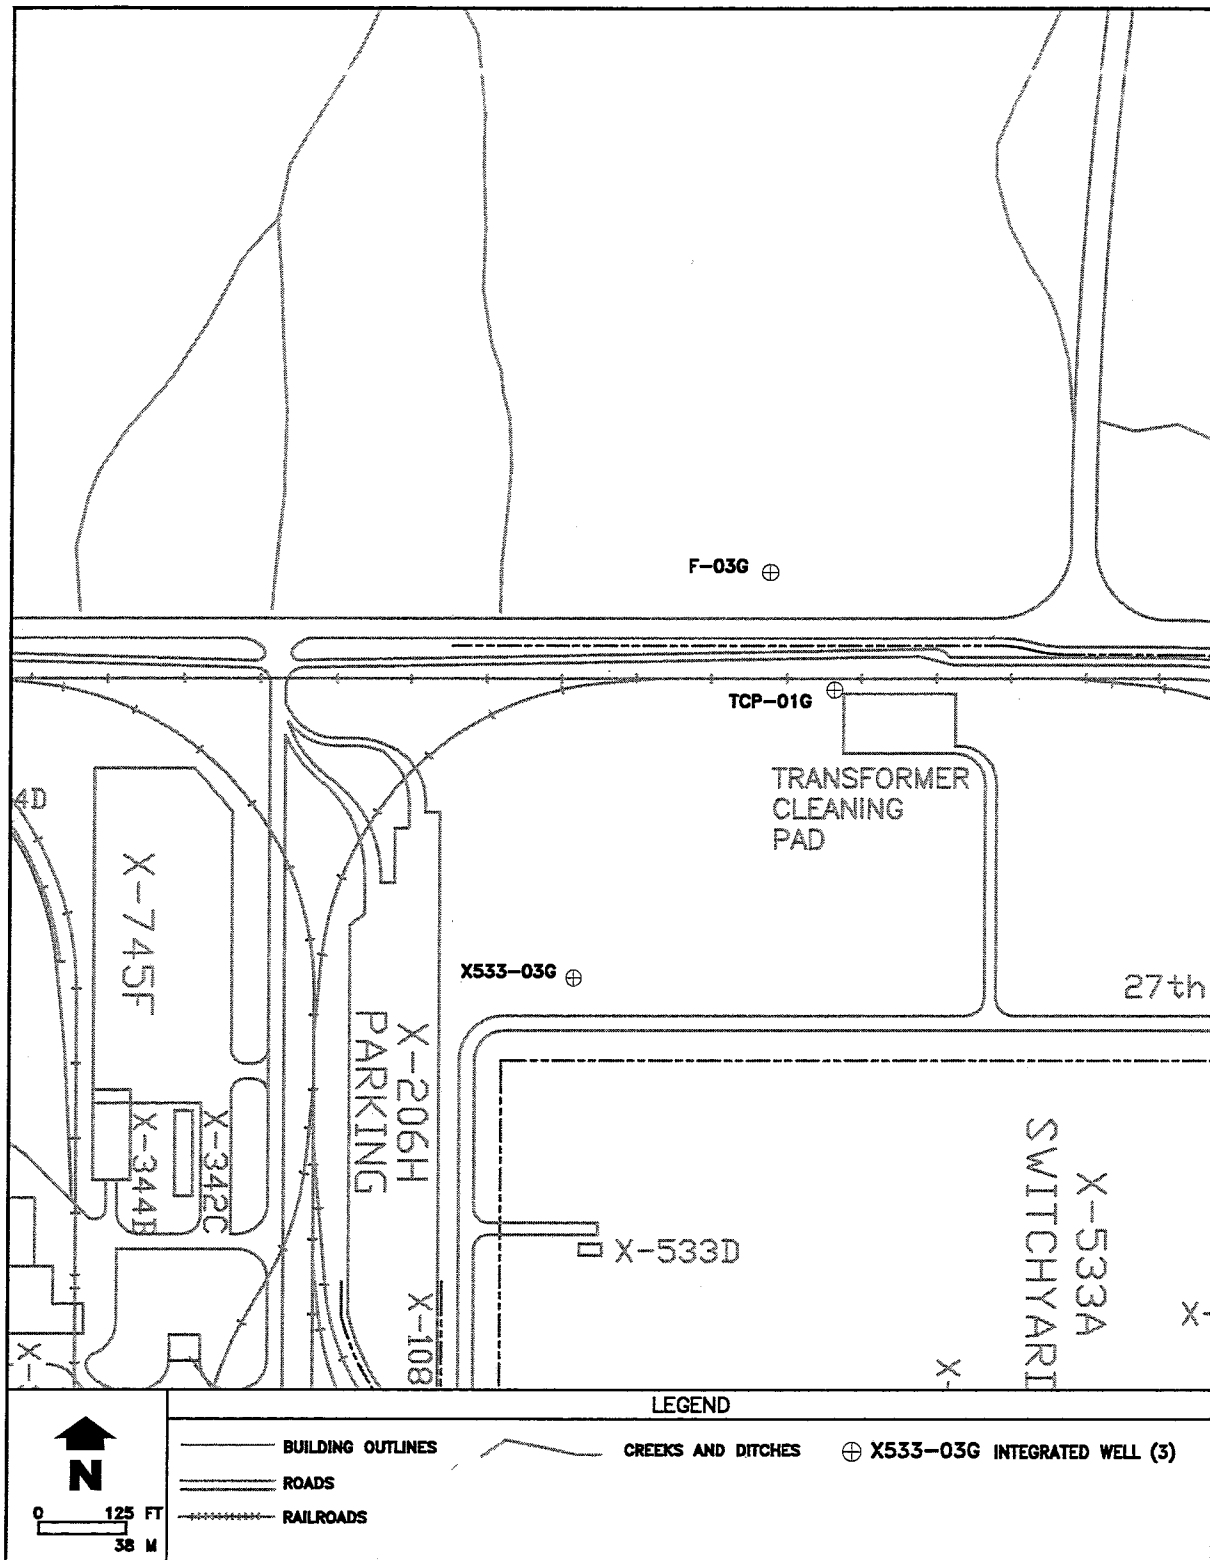 F-03G
TCP-01G
TRANSFORMER
CLEANING
PAD
4D
X-745F
X533-03G
27th
X-206H
PARKING
X-344B
X-342C
X-533D
X-533A
SWITCHYARD
X-
X-108
X-
X-
LEGEND
BUILDING OUTLINES
CREEKS AND DITCHES
X533-03G INTEGRATED WELL (3)
ROADS
RAILROADS
N
0 125 FT
38 M